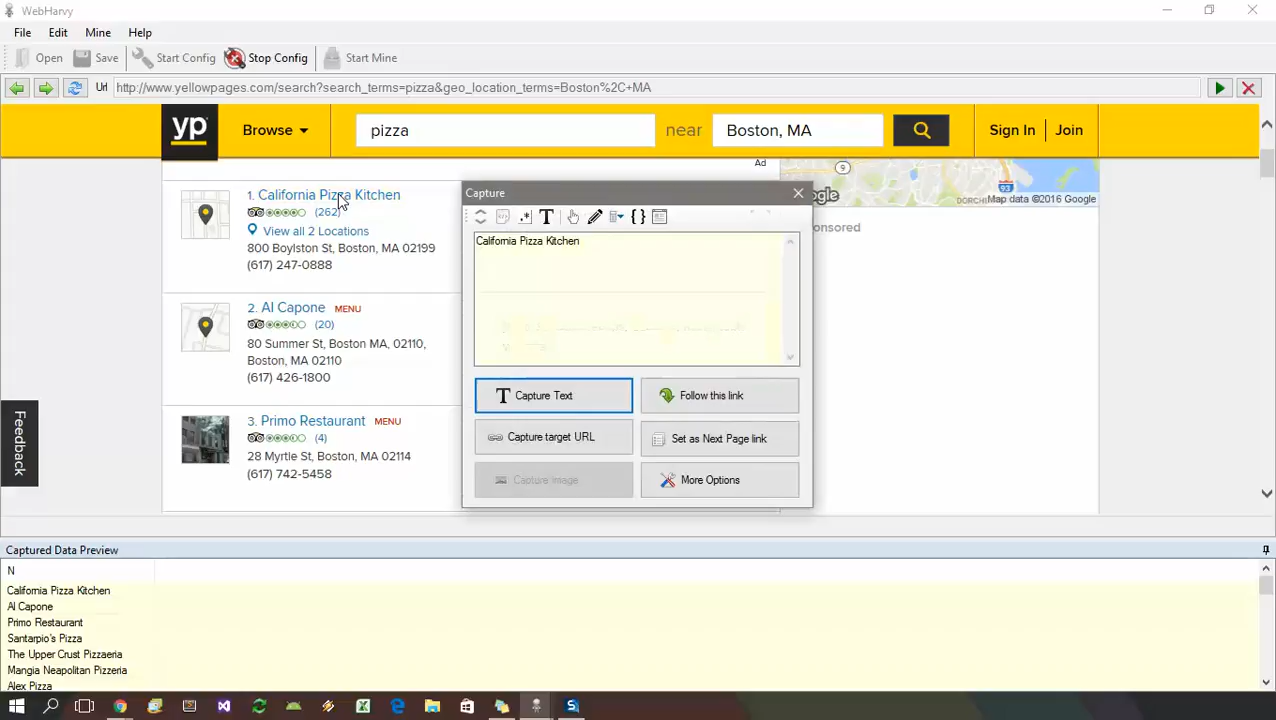 WebHarvy
File Edit Mine Help
Open Save Start Config Stop Config Start Mine
Url http://www.yellowpages.com/search?search_terms=pizza&geo_location_terms=Boston%2C+MA
yp Browse pizza near Boston, MA Sign In Join
Ad
1. California Pizza Kitchen
(262)
View all 2 Locations
800 Boylston St, Boston, MA 02199
(617) 247-0888
2. Al Capone MENU
(20)
80 Summer St, Boston MA, 02110,
Boston, MA 02110
(617) 426-1800
3. Primo Restaurant MENU
(4)
28 Myrtle St, Boston, MA 02114
(617) 742-5458
Feedback
9
93
DORCHI
Map data ©2016 Google
ogle
onsored
Capture
California Pizza Kitchen
Capture Text Follow this link
Capture target URL Set as Next Page link
Capture Image More Options
Captured Data Preview
N
California Pizza Kitchen
Al Capone
Primo Restaurant
Santarpio's Pizza
The Upper Crust Pizzaeria
Mangia Neapolitan Pizzeria
Alex Pizza